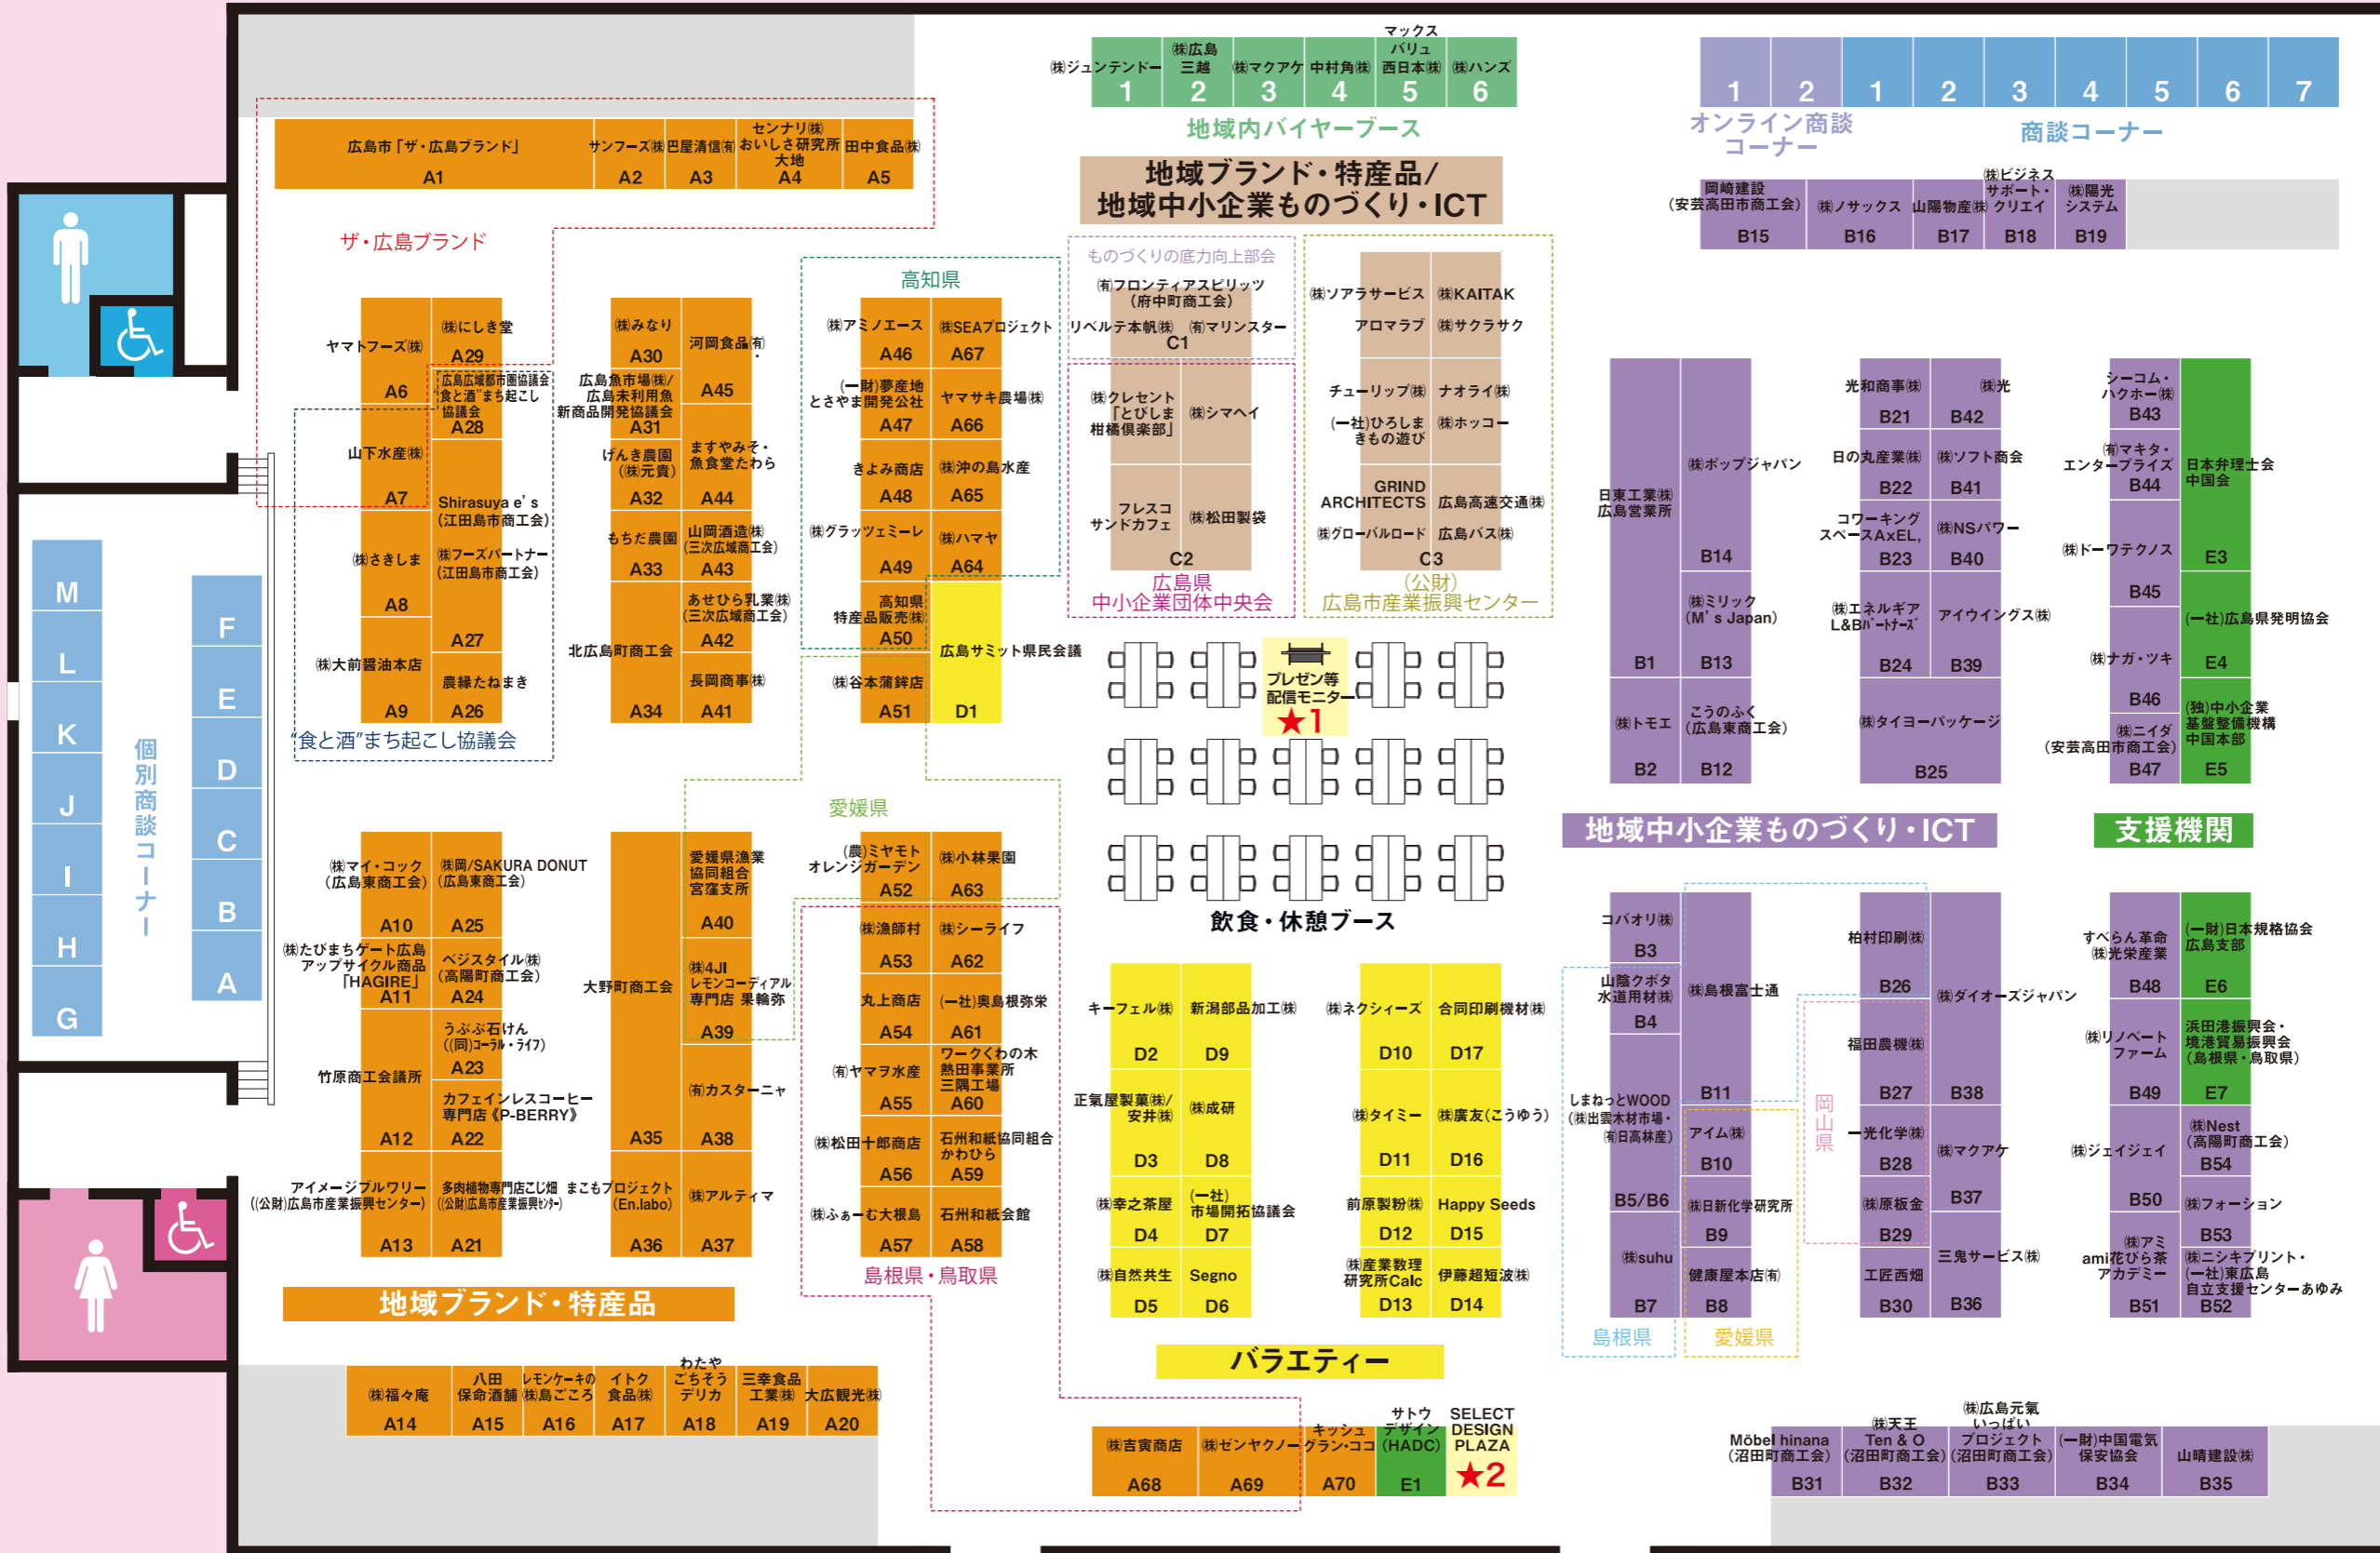 ㈱ジュンテンドー
1
㈱広島
三越
2
㈱マクアケ
3
中村角㈱
4
マックス
バリュ
西日本㈱
5
㈱ハンズ
6
地域内バイヤーブース
1
2
オンライン商談
コーナー
1
2
3
4
5
6
7
商談コーナー
広島市「ザ・広島ブランド」
A1
サンフーズ㈱
A2
巴屋清信㈲
A3
センナリ㈱
おいしさ研究所
大地
A4
田中食品㈱
A5
ザ・広島ブランド
地域ブランド・特産品/
地域中小企業ものづくり・ICT
岡崎建設
(安芸高田市商工会)
B15
㈱ノサックス
B16
山陽物産㈱
B17
㈱ビジネス
サポート・
クリエイ
B18
㈱陽光
システム
B19
ヤマトフーズ㈱
A6
㈱にしき堂
A29
広島広域都市圏協議会
“食と酒”まち起こし
協議会
A28
山下水産㈱
A7
Shirasuya e’s
(江田島市商工会)
㈱フーズパートナー
(江田島市商工会)
A27
㈱さきしま
A8
㈱大前醤油本店
A9
農縁たねまき
A26
“食と酒”まち起こし協議会
㈱みなり
A30
河岡食品㈲
A45
広島魚市場㈱/
広島未利用魚
新商品開発協議会
A31
ますやみそ・
魚食堂たわら
A44
げんき農園
(㈱元貴)
A32
もちだ農園
A33
山岡酒造㈱
(三次広域商工会)
A43
北広島町商工会
A34
あせひら乳業㈱
(三次広域商工会)
A42
長岡商事㈱
A41
高知県
㈱アミノエース
A46
㈱SEAプロジェクト
A67
(一財)夢産地
とさやま開発公社
A47
ヤマサキ農場㈱
A66
きよみ商店
A48
㈱沖の島水産
A65
㈱グラッツェミーレ
A49
㈱ハマヤ
A64
高知県
特産品販売㈱
A50
広島サミット県民会議
D1
㈱谷本蒲鉾店
A51
ものづくりの底力向上部会
㈲フロンティアスピリッツ
(府中町商工会)
リベルテ本帆㈱
㈲マリンスター
C1
㈱クレセント
「とびしま
柑橘倶楽部」
㈱シマヘイ
フレスコ
サンドカフェ
㈱松田製袋
C2
広島県
中小企業団体中央会
㈱ソアラサービス
㈱KAITAK
アロマラブ
㈱サクラサク
チューリップ㈱
ナオライ㈱
(一社)ひろしま
きもの遊び
㈱ホッコー
GRIND
ARCHITECTS
広島高速交通㈱
㈱グローバルロード
広島バス㈱
C3
(公財)
広島市産業振興センター
プレゼン等
配信モニター
★1
飲食・休憩ブース
日東工業㈱
広島営業所
B1
㈱ポップジャパン
B14
㈱ミリック
(M’s Japan)
B13
㈱トモエ
B2
こうのふく
(広島東商工会)
B12
光和商事㈱
B21
㈱光
B42
日の丸産業㈱
B22
㈱ソフト商会
B41
コワーキング
スペースAxEL,
B23
㈱NSパワー
B40
㈱エネルギア
L&Bパートナーズ
B24
アイウイングス㈱
B39
㈱タイヨーパッケージ
B25
シーコム・
ハクホー㈱
B43
㈲マキタ・
エンタープライズ
B44
日本弁理士会
中国会
E3
㈱ドーワテクノス
B45
(一社)広島県発明協会
E4
㈱ナガ・ツキ
B46
(独)中小企業
基盤整備機構
中国本部
E5
㈱ニイダ
(安芸高田市商工会)
B47
地域中小企業ものづくり・ICT
支援機関
M
L
K
J
I
H
G
個別商談コーナー
F
E
D
C
B
A
㈱マイ・コック
(広島東商工会)
A10
㈱岡/SAKURA DONUT
(広島東商工会)
A25
㈱たびまちゲート広島
アップサイクル商品
「HAGIRE」
A11
ベジスタイル㈱
(高陽町商工会)
A24
うぶぶ石けん
((同)コーラル・ライフ)
A23
竹原商工会議所
A12
カフェインレスコーヒー
専門店《P-BERRY》
A22
アイメージブルワリー
((公財)広島市産業振興センター)
A13
多肉植物専門店こじ畑
((公財)広島市産業振興センター)
A21
大野町商工会
A35
愛媛県漁業
協同組合
宮窪支所
A40
㈱4JI
レモンコーディアル
専門店 果輪弥
A39
㈲カスターニャ
A38
まこもプロジェクト
(En.labo)
A36
㈱アルティマ
A37
愛媛県
(農)ミヤモト
オレンジガーデン
A52
㈱小林果園
A63
㈱漁師村
A53
㈱シーライフ
A62
丸上商店
A54
(一社)奥島根弥栄
A61
㈲ヤマヲ水産
A55
ワークくわの木
熱田事業所
三隅工場
A60
㈱松田十郎商店
A56
石州和紙協同組合
かわひら
A59
㈱ふぁーむ大根島
A57
石州和紙会館
A58
島根県・鳥取県
キーフェル㈱
D2
新潟部品加工㈱
D9
正氣屋製菓㈱/
安井㈱
D3
㈱成研
D8
㈱幸之茶屋
D4
(一社)
市場開拓協議会
D7
㈱自然共生
D5
Segno
D6
㈱ネクシィーズ
D10
合同印刷機材㈱
D17
㈱タイミー
D11
㈱廣友(こうゆう)
D16
前原製粉㈱
D12
Happy Seeds
D15
㈱産業数理
研究所Calc
D13
伊藤超短波㈱
D14
バラエティー
コバオリ㈱
B3
山陰クボタ
水道用材㈱
B4
㈱島根富士通
B11
しまねっとWOOD
(㈱出雲木材市場・
㈲日高林産)
B5/B6
アイム㈱
B10
㈱日新化学研究所
B9
㈱suhu
B7
健康屋本店㈲
B8
島根県
愛媛県
岡山県
柏村印刷㈱
B26
㈱ダイオーズジャパン
B38
福田農機㈱
B27
一光化学㈱
B28
㈱マクアケ
B37
㈱原板金
B29
工匠西畑
B30
三鬼サービス㈱
B36
すべらん革命
㈱光栄産業
B48
(一財)日本規格協会
広島支部
E6
㈱リノベート
ファーム
B49
浜田港振興会・
境港貿易振興会
(島根県・鳥取県)
E7
㈱ジェイジェイ
B50
㈱Nest
(高陽町商工会)
B54
㈱フォーション
B53
㈱アミ
ami花びら茶
アカデミー
B51
㈱ニシキプリント・
(一社)東広島
自立支援センターあゆみ
B52
地域ブランド・特産品
㈱福々庵
A14
八田
保命酒舗
A15
レモンケーキの
㈱島ごころ
A16
イトク
食品㈱
A17
わたや
ごちそう
デリカ
A18
三幸食品
工業㈱
A19
大広観光㈱
A20
㈱吉寅商店
A68
㈱ゼンヤクノー
A69
キッシュ
グラン・ココ
A70
サトウ
デザイン
(HADC)
E1
SELECT
DESIGN
PLAZA
★2
Möbel hinana
(沼田町商工会)
B31
㈱天王
Ten & O
(沼田町商工会)
B32
㈱広島元氣
いっぱい
プロジェクト
(沼田町商工会)
B33
(一財)中国電気
保安協会
B34
山晴建設㈱
B35